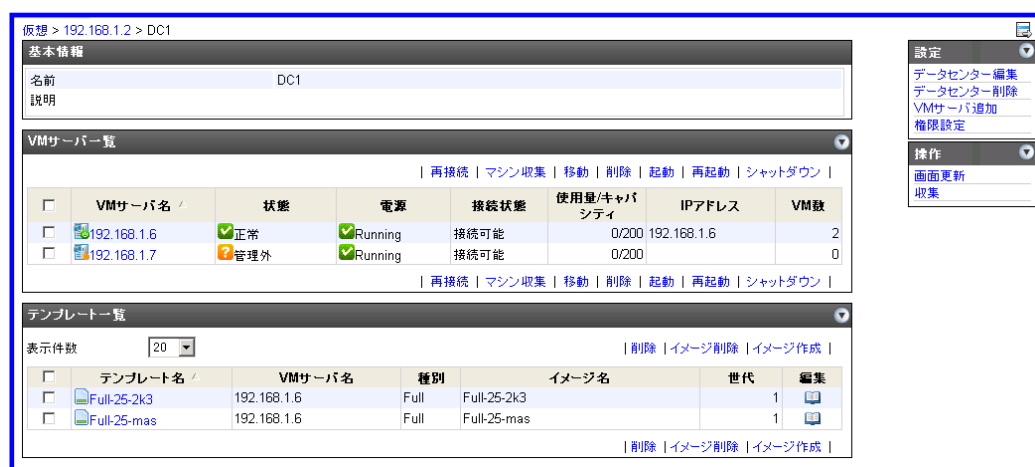 仮想 > 192.168.1.2 > DC1
基本情報
名前 DC1
説明
VMサーバ一覧
| 再接続 | マシン収集 | 移動 | 削除 | 起動 | 再起動 | シャットダウン |
VMサーバ名 状態 電源 接続状態 使用量/キャパシティ IPアドレス VM数
192.168.1.6 正常 Running 接続可能 0/200 192.168.1.6 2
192.168.1.7 管理外 Running 接続可能 0/200 0
| 再接続 | マシン収集 | 移動 | 削除 | 起動 | 再起動 | シャットダウン |
テンプレート一覧
表示件数 20 | 削除 | イメージ削除 | イメージ作成 |
テンプレート名 VMサーバ名 種別 イメージ名 世代 編集
Full-25-2k3 192.168.1.6 Full Full-25-2k3 1
Full-25-mas 192.168.1.6 Full Full-25-mas 1
| 削除 | イメージ削除 | イメージ作成 |
設定
データセンター編集
データセンター削除
VMサーバ追加
権限設定
操作
画面更新
収集